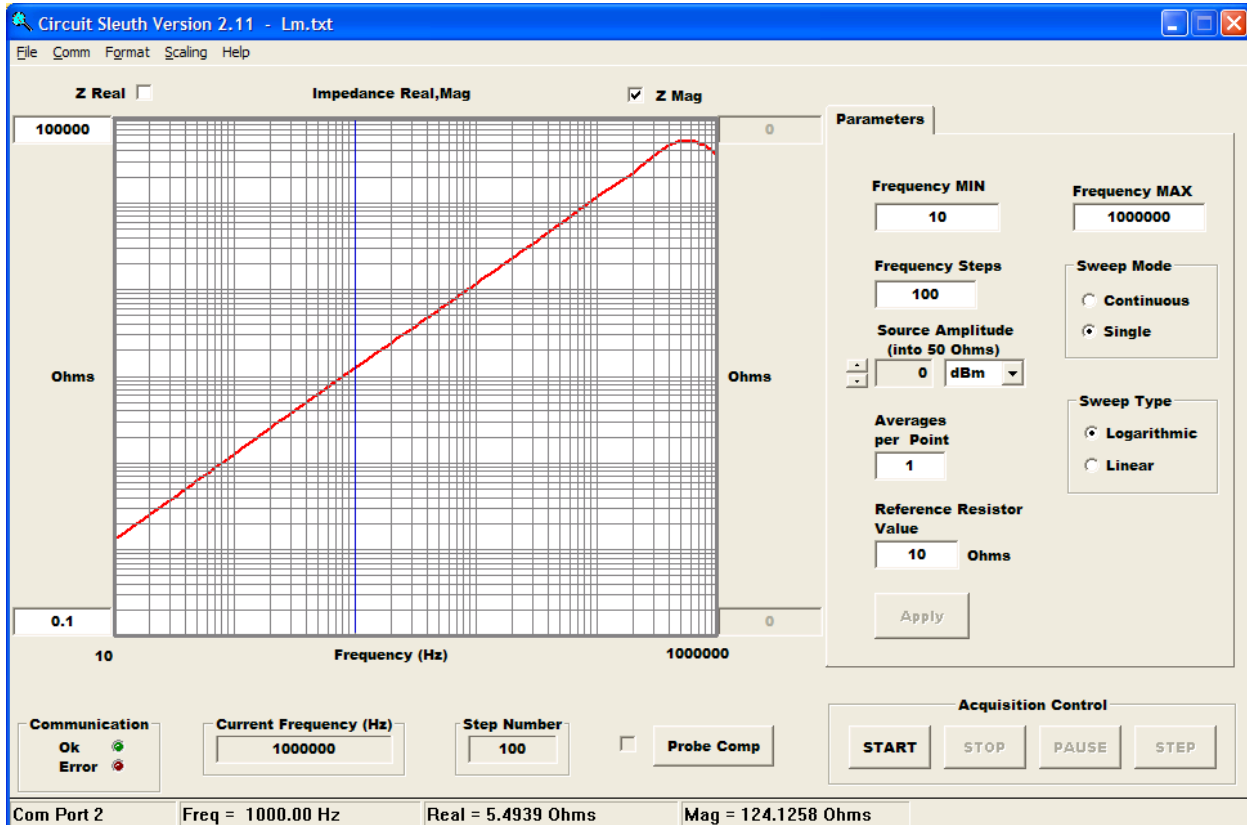 Circuit Sleuth Version 2.11 - Lm.txt
File Comm Format Scaling Help
Z Real Impedance Real,Mag Z Mag
100000
0
Ohms
Ohms
0.1
0
10 Frequency (Hz) 1000000
Parameters
Frequency MIN
10
Frequency MAX
1000000
Frequency Steps
100
Sweep Mode
Continuous
Single
Source Amplitude
(into 50 Ohms)
0 dBm
Sweep Type
Logarithmic
Linear
Averages
per Point
1
Reference Resistor
Value
10 Ohms
Apply
Communication
Ok
Error
Current Frequency (Hz)
1000000
Step Number
100
Probe Comp
Acquisition Control
START STOP PAUSE STEP
Com Port 2 Freq = 1000.00 Hz Real = 5.4939 Ohms Mag = 124.1258 Ohms